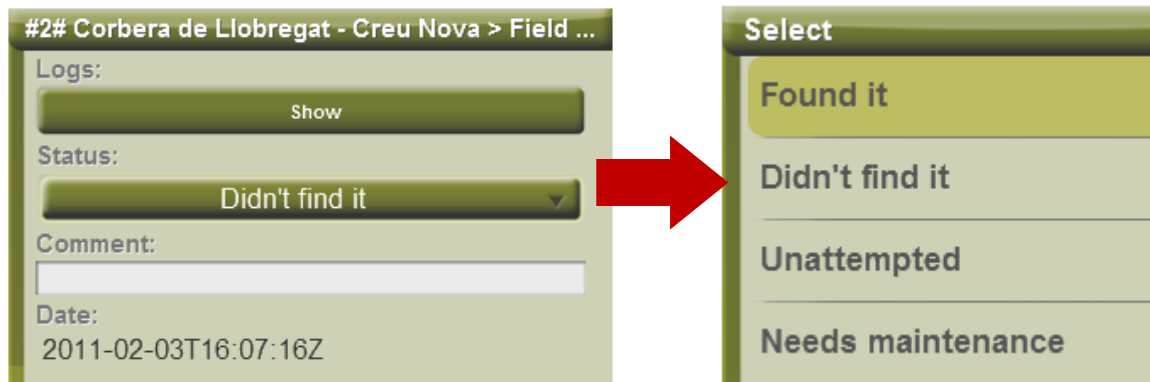 #2# Corbera de Llobregat - Creu Nova > Field ...
Logs:
Show
Status:
Didn't find it
Comment:
Date:
2011-02-03T16:07:16Z
Select
Found it
Didn't find it
Unattempted
Needs maintenance